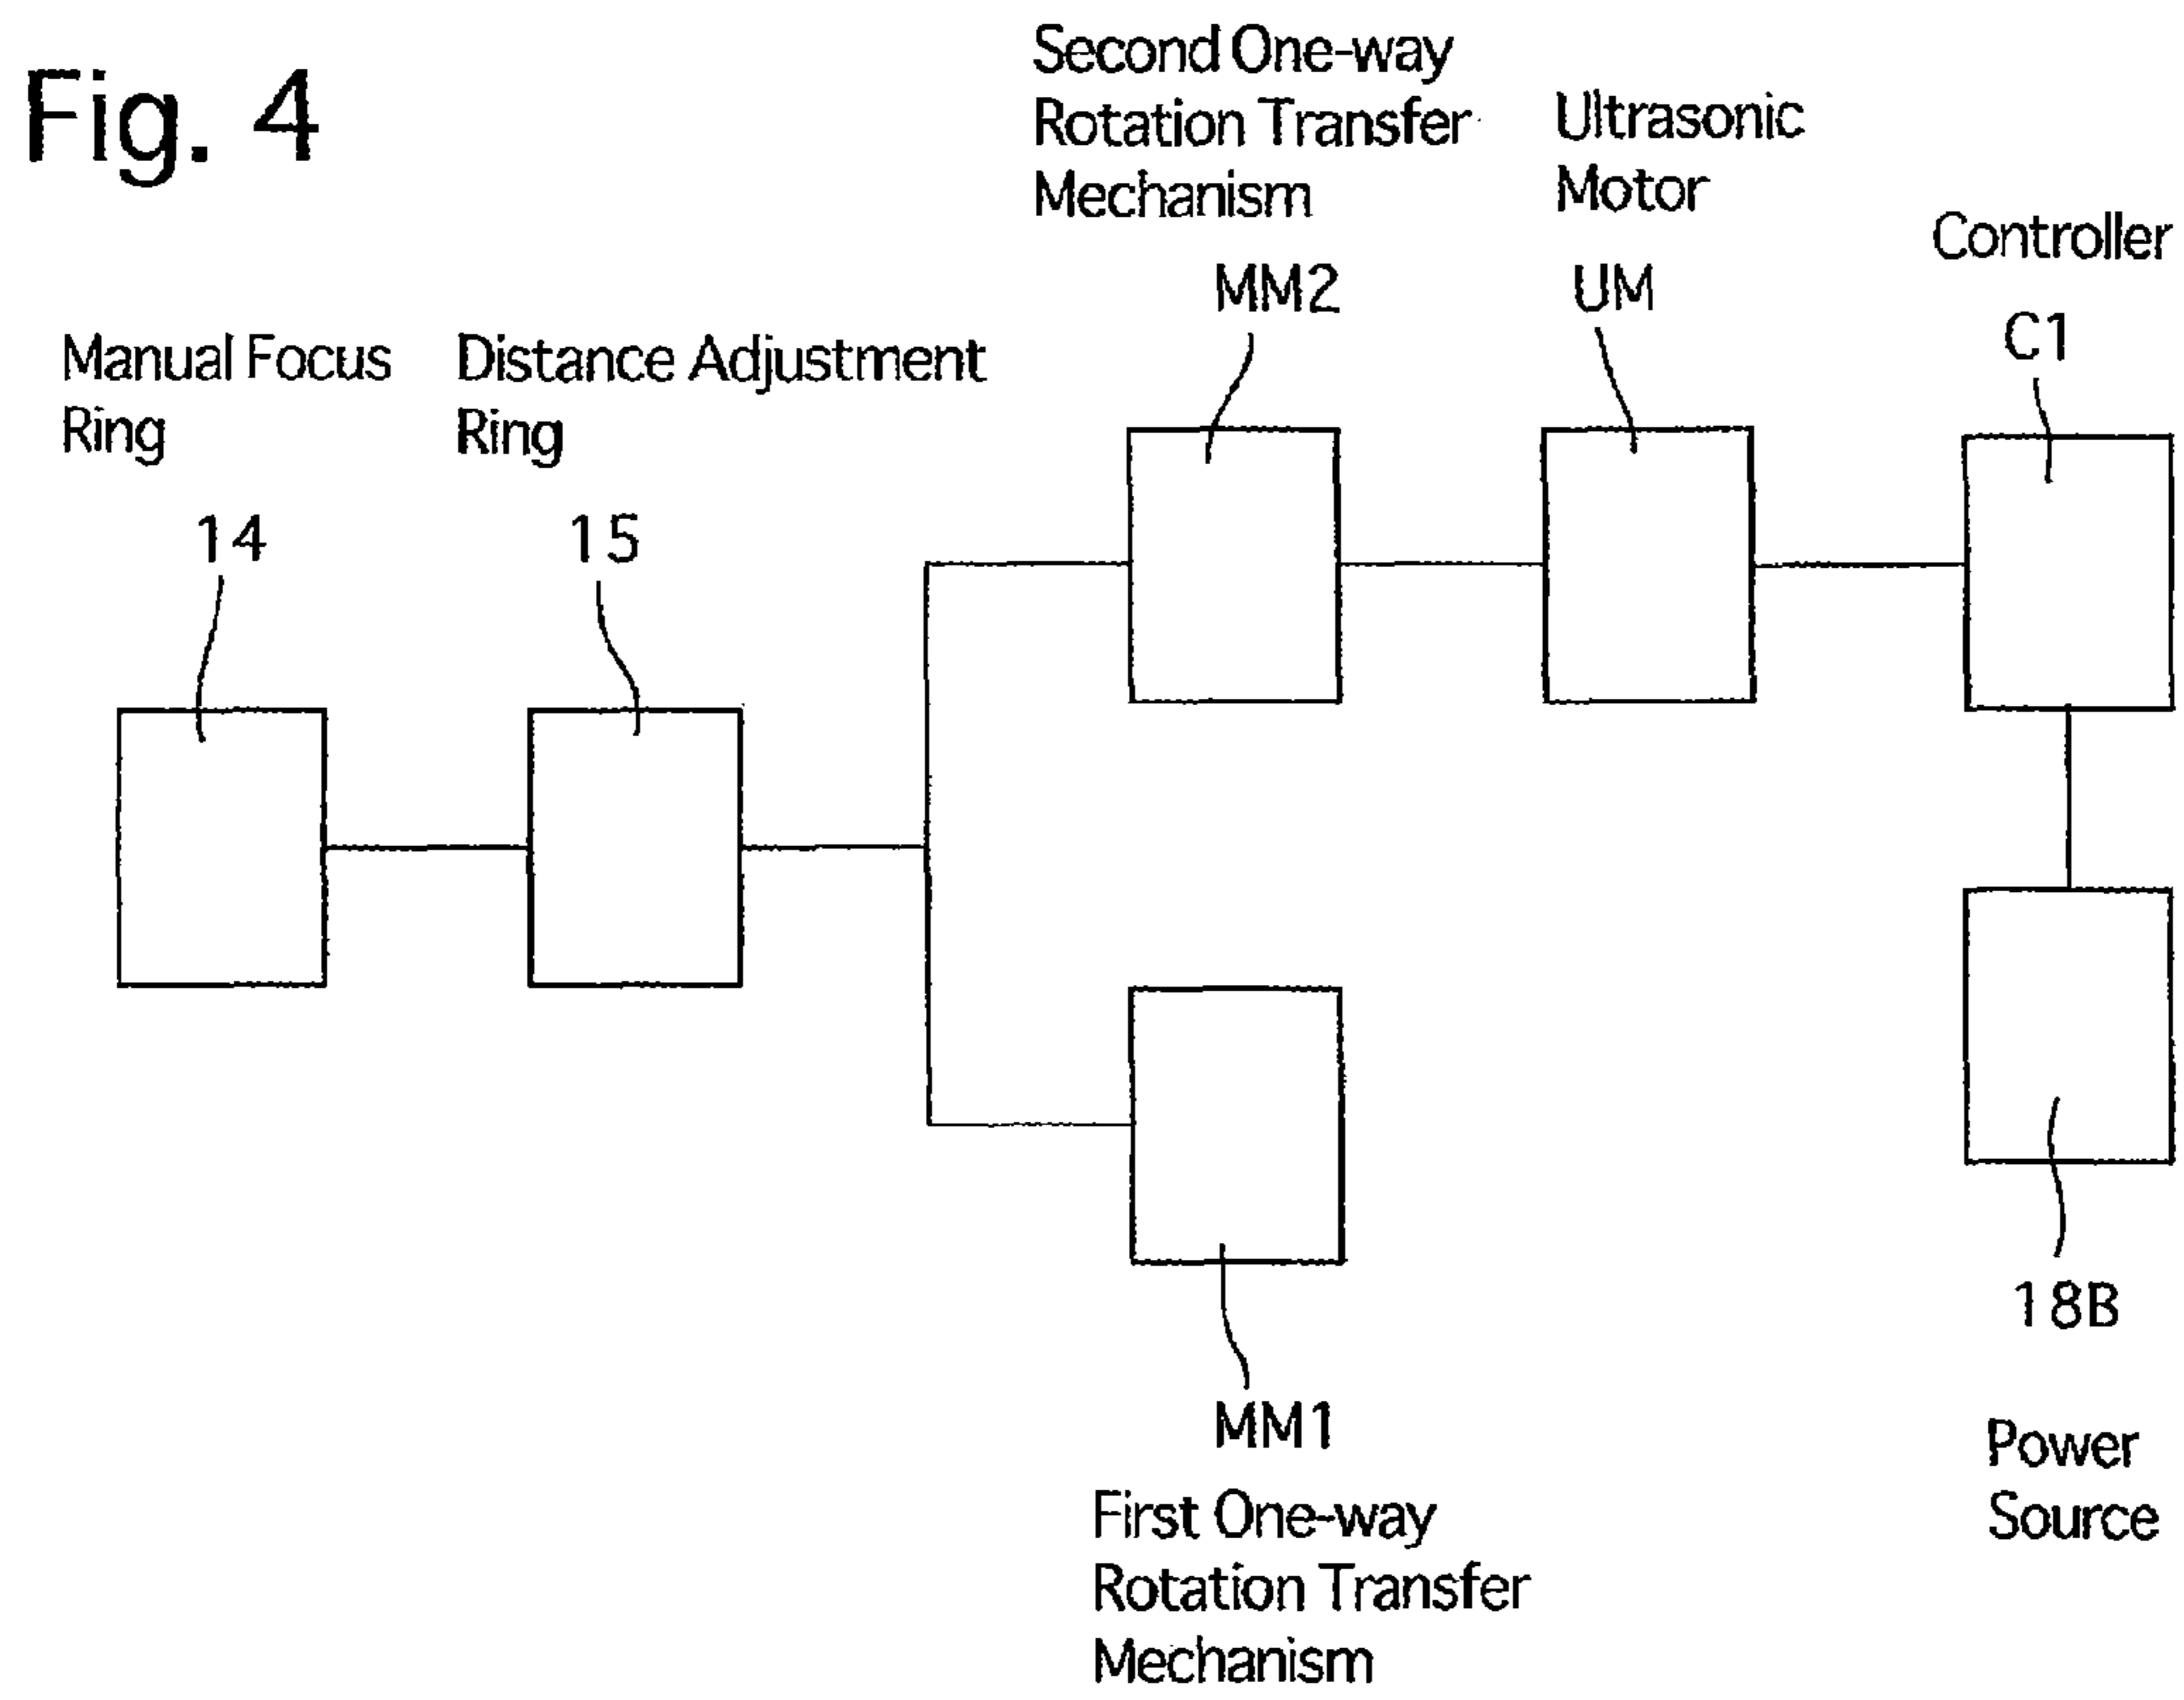 Fig. 4
Second One-way
Rotation Transfer
Mechanism
MM2
Ultrasonic
Motor
UM
Controller
C1
Manual Focus
Ring
14
Distance Adjustment
Ring
15
18B
Power
Source
MM1
First One-way
Rotation Transfer
Mechanism